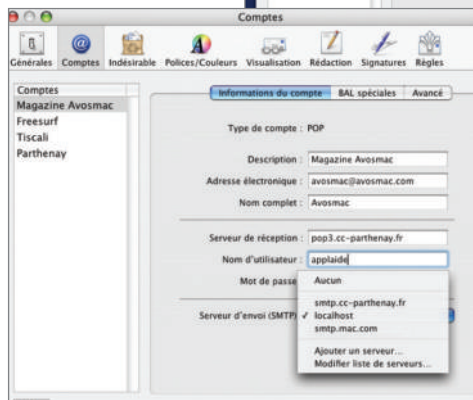 Comptes
Générales Comptes Indésirable Polices/Couleurs Visualisation Rédaction Signatures Règles
Comptes
Magazine Avosmac
Freesurf
Tiscali
Parthenay
Informations du compte BAL spéciales Avancé
Type de compte : POP
Description : Magazine Avosmac
Adresse électronique : avosmac@avosmac.com
Nom complet : Avosmac
Serveur de réception : pop3.cc-parthenay.fr
Nom d'utilisateur : applaide
Mot de passe
Aucun
smtp.cc-parthenay.fr
Serveur d'envoi (SMTP) ✓ localhost
smtp.mac.com
Ajouter un serveur...
Modifier liste de serveurs...